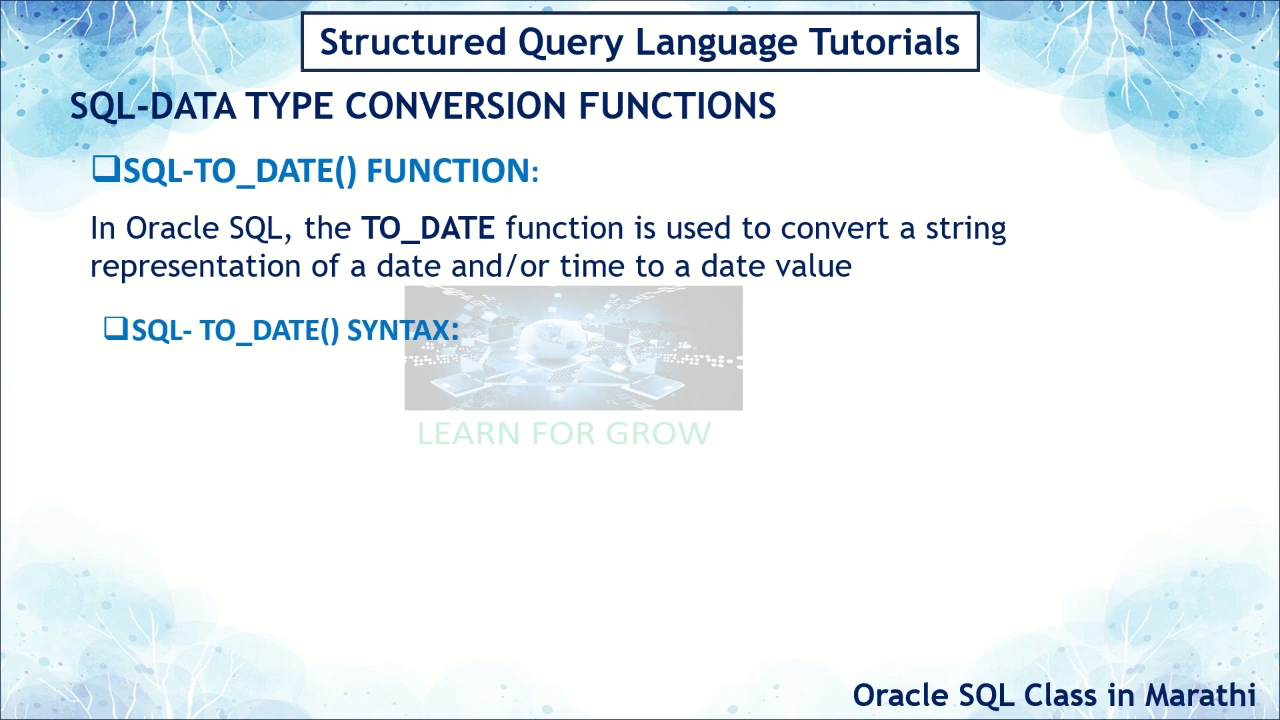 Structured Query Language Tutorials
SQL-DATA TYPE CONVERSION FUNCTIONS
❑SQL-TO_DATE() FUNCTION:
In Oracle SQL, the TO_DATE function is used to convert a string
representation of a date and/or time to a date value
❑SQL- TO_DATE() SYNTAX:
LEARN FOR GROW
Oracle SQL Class in Marathi